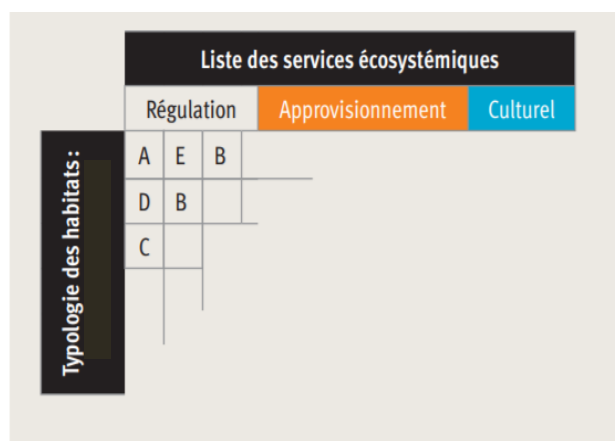 Liste des services écosystémiques
Régulation Approvisionnement Culturel
Typologie des habitats :
A E B
D B
C